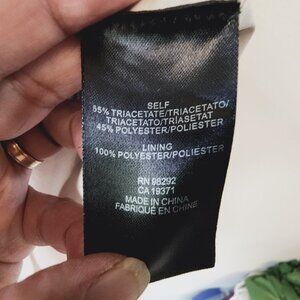 SELF
55% TRIACETATE/TRIACETATO/
TRIACETATO/TRIASETAT
45% POLYESTER/POLIESTER
LINING
100% POLYESTER/POLIESTER
RN 96292
CA 19371
MADE IN CHINA
FABRIQUÉ EN CHINE